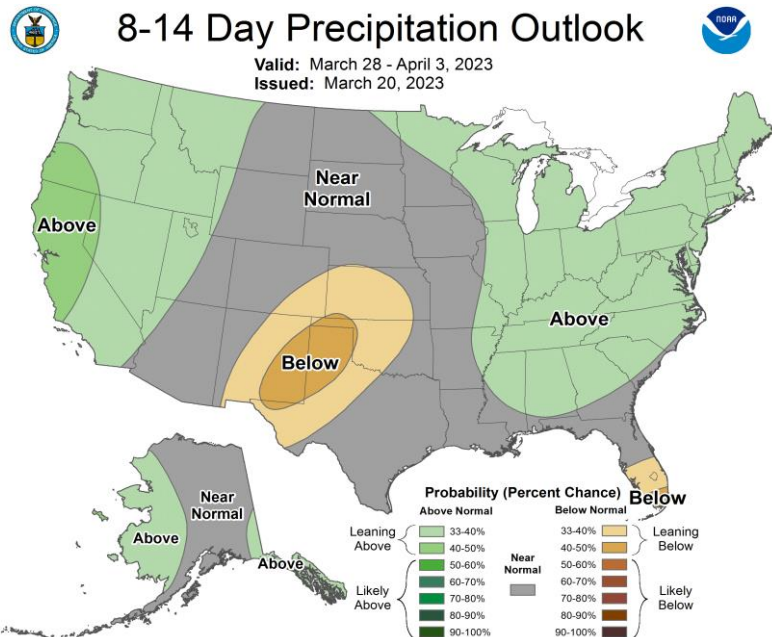 8-14 Day Precipitation Outlook
NOAA
Valid: March 28 - April 3, 2023
Issued: March 20, 2023
Near
Normal
Above
Above
Below
Below
Near
Normal
Above
Above
Probability (Percent Chance)
Above Normal
Below Normal
Leaning
Above
33-40%
40-50%
Likely
Above
50-60%
60-70%
70-80%
80-90%
90-100%
Near
Normal
33-40%
40-50%
Leaning
Below
50-60%
60-70%
70-80%
80-90%
90-100%
Likely
Below